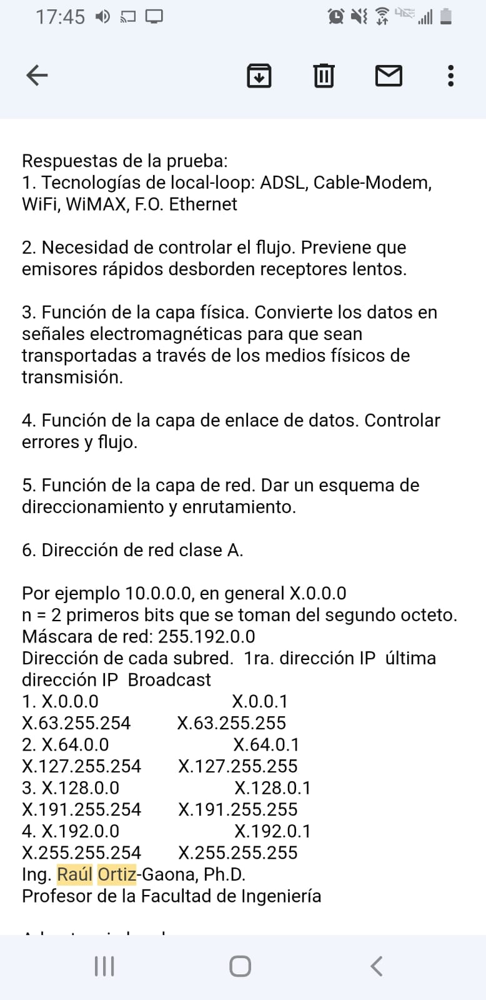 17:45
Respuestas de la prueba:
1. Tecnologías de local-loop: ADSL, Cable-Modem,
WiFi, WiMAX, F.O. Ethernet
2. Necesidad de controlar el flujo. Previene que
emisores rápidos desborden receptores lentos.
3. Función de la capa física. Convierte los datos en
señales electromagnéticas para que sean
transportadas a través de los medios físicos de
transmisión.
4. Función de la capa de enlace de datos. Controlar
errores y flujo.
5. Función de la capa de red. Dar un esquema de
direccionamiento y enrutamiento.
6. Dirección de red clase A.
Por ejemplo 10.0.0.0, en general X.0.0.0
n = 2 primeros bits que se toman del segundo octeto.
Máscara de red: 255.192.0.0
Dirección de cada subred.  1ra. dirección IP  última
dirección IP  Broadcast
1. X.0.0.0 X.0.0.1
X.63.255.254 X.63.255.255
2. X.64.0.0 X.64.0.1
X.127.255.254 X.127.255.255
3. X.128.0.0 X.128.0.1
X.191.255.254 X.191.255.255
4. X.192.0.0 X.192.0.1
X.255.255.254 X.255.255.255
Ing. Raúl Ortiz-Gaona, Ph.D.
Profesor de la Facultad de Ingeniería